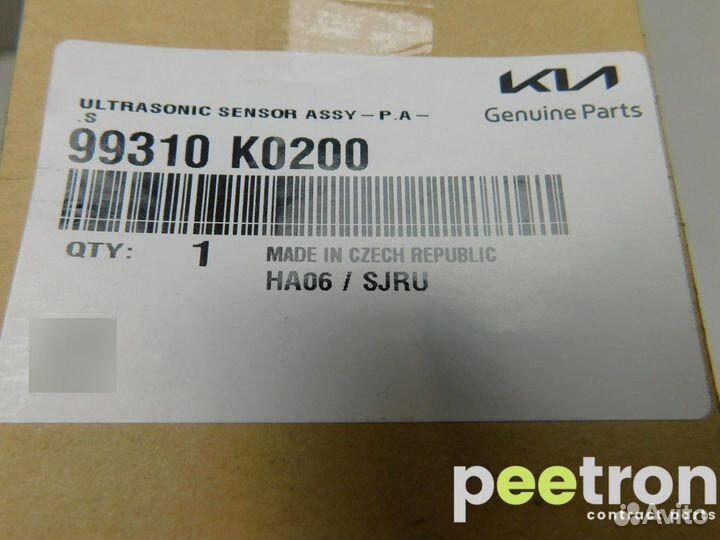 KIA
Genuine Parts
ULTRASONIC SENSOR ASSY-P.A-
.S
99310 K0200
QTY: 1 MADE IN CZECH REPUBLIC
HA06 / SJRU
peetron
contract parts
Avito